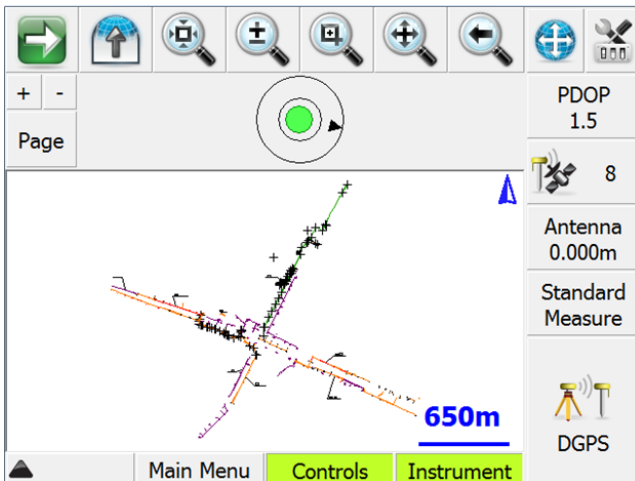 + -
Page
PDOP
1.5
8
Antenna
0.000m
Standard
Measure
650m
DGPS
Main Menu Controls Instrument